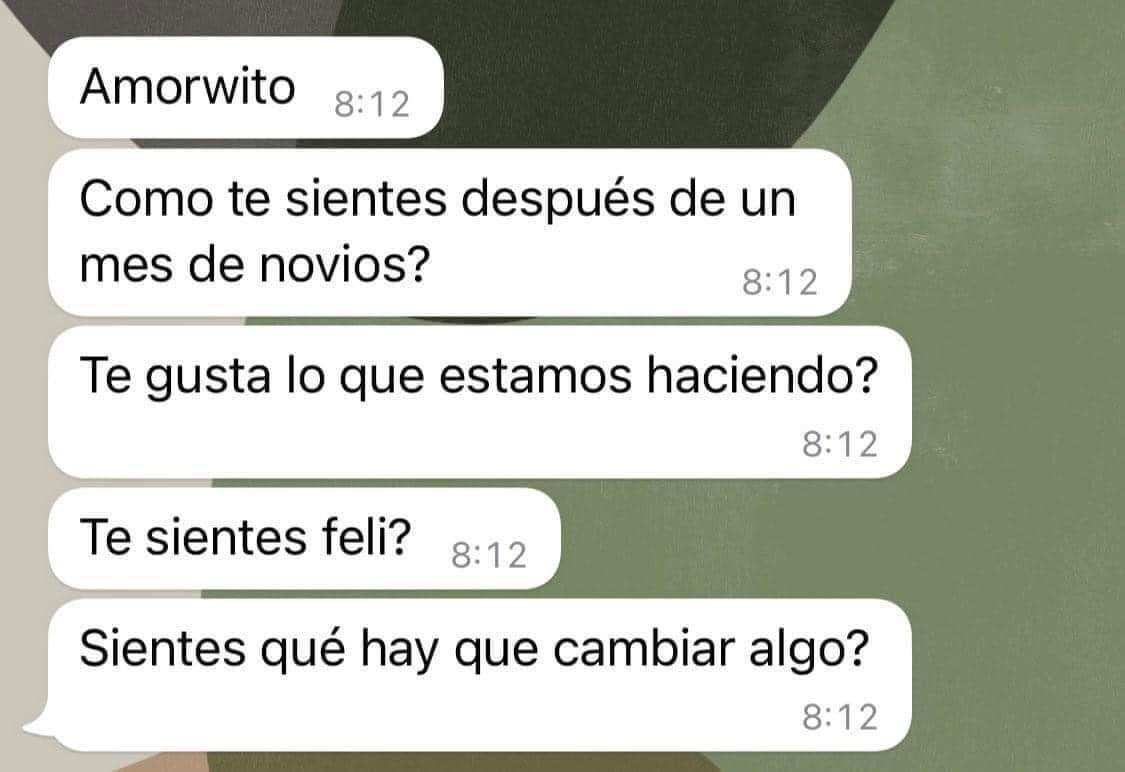 Amorwito 8:12
Como te sientes después de un
mes de novios? 8:12
Te gusta lo que estamos haciendo?
8:12
Te sientes feli? 8:12
Sientes qué hay que cambiar algo?
8:12